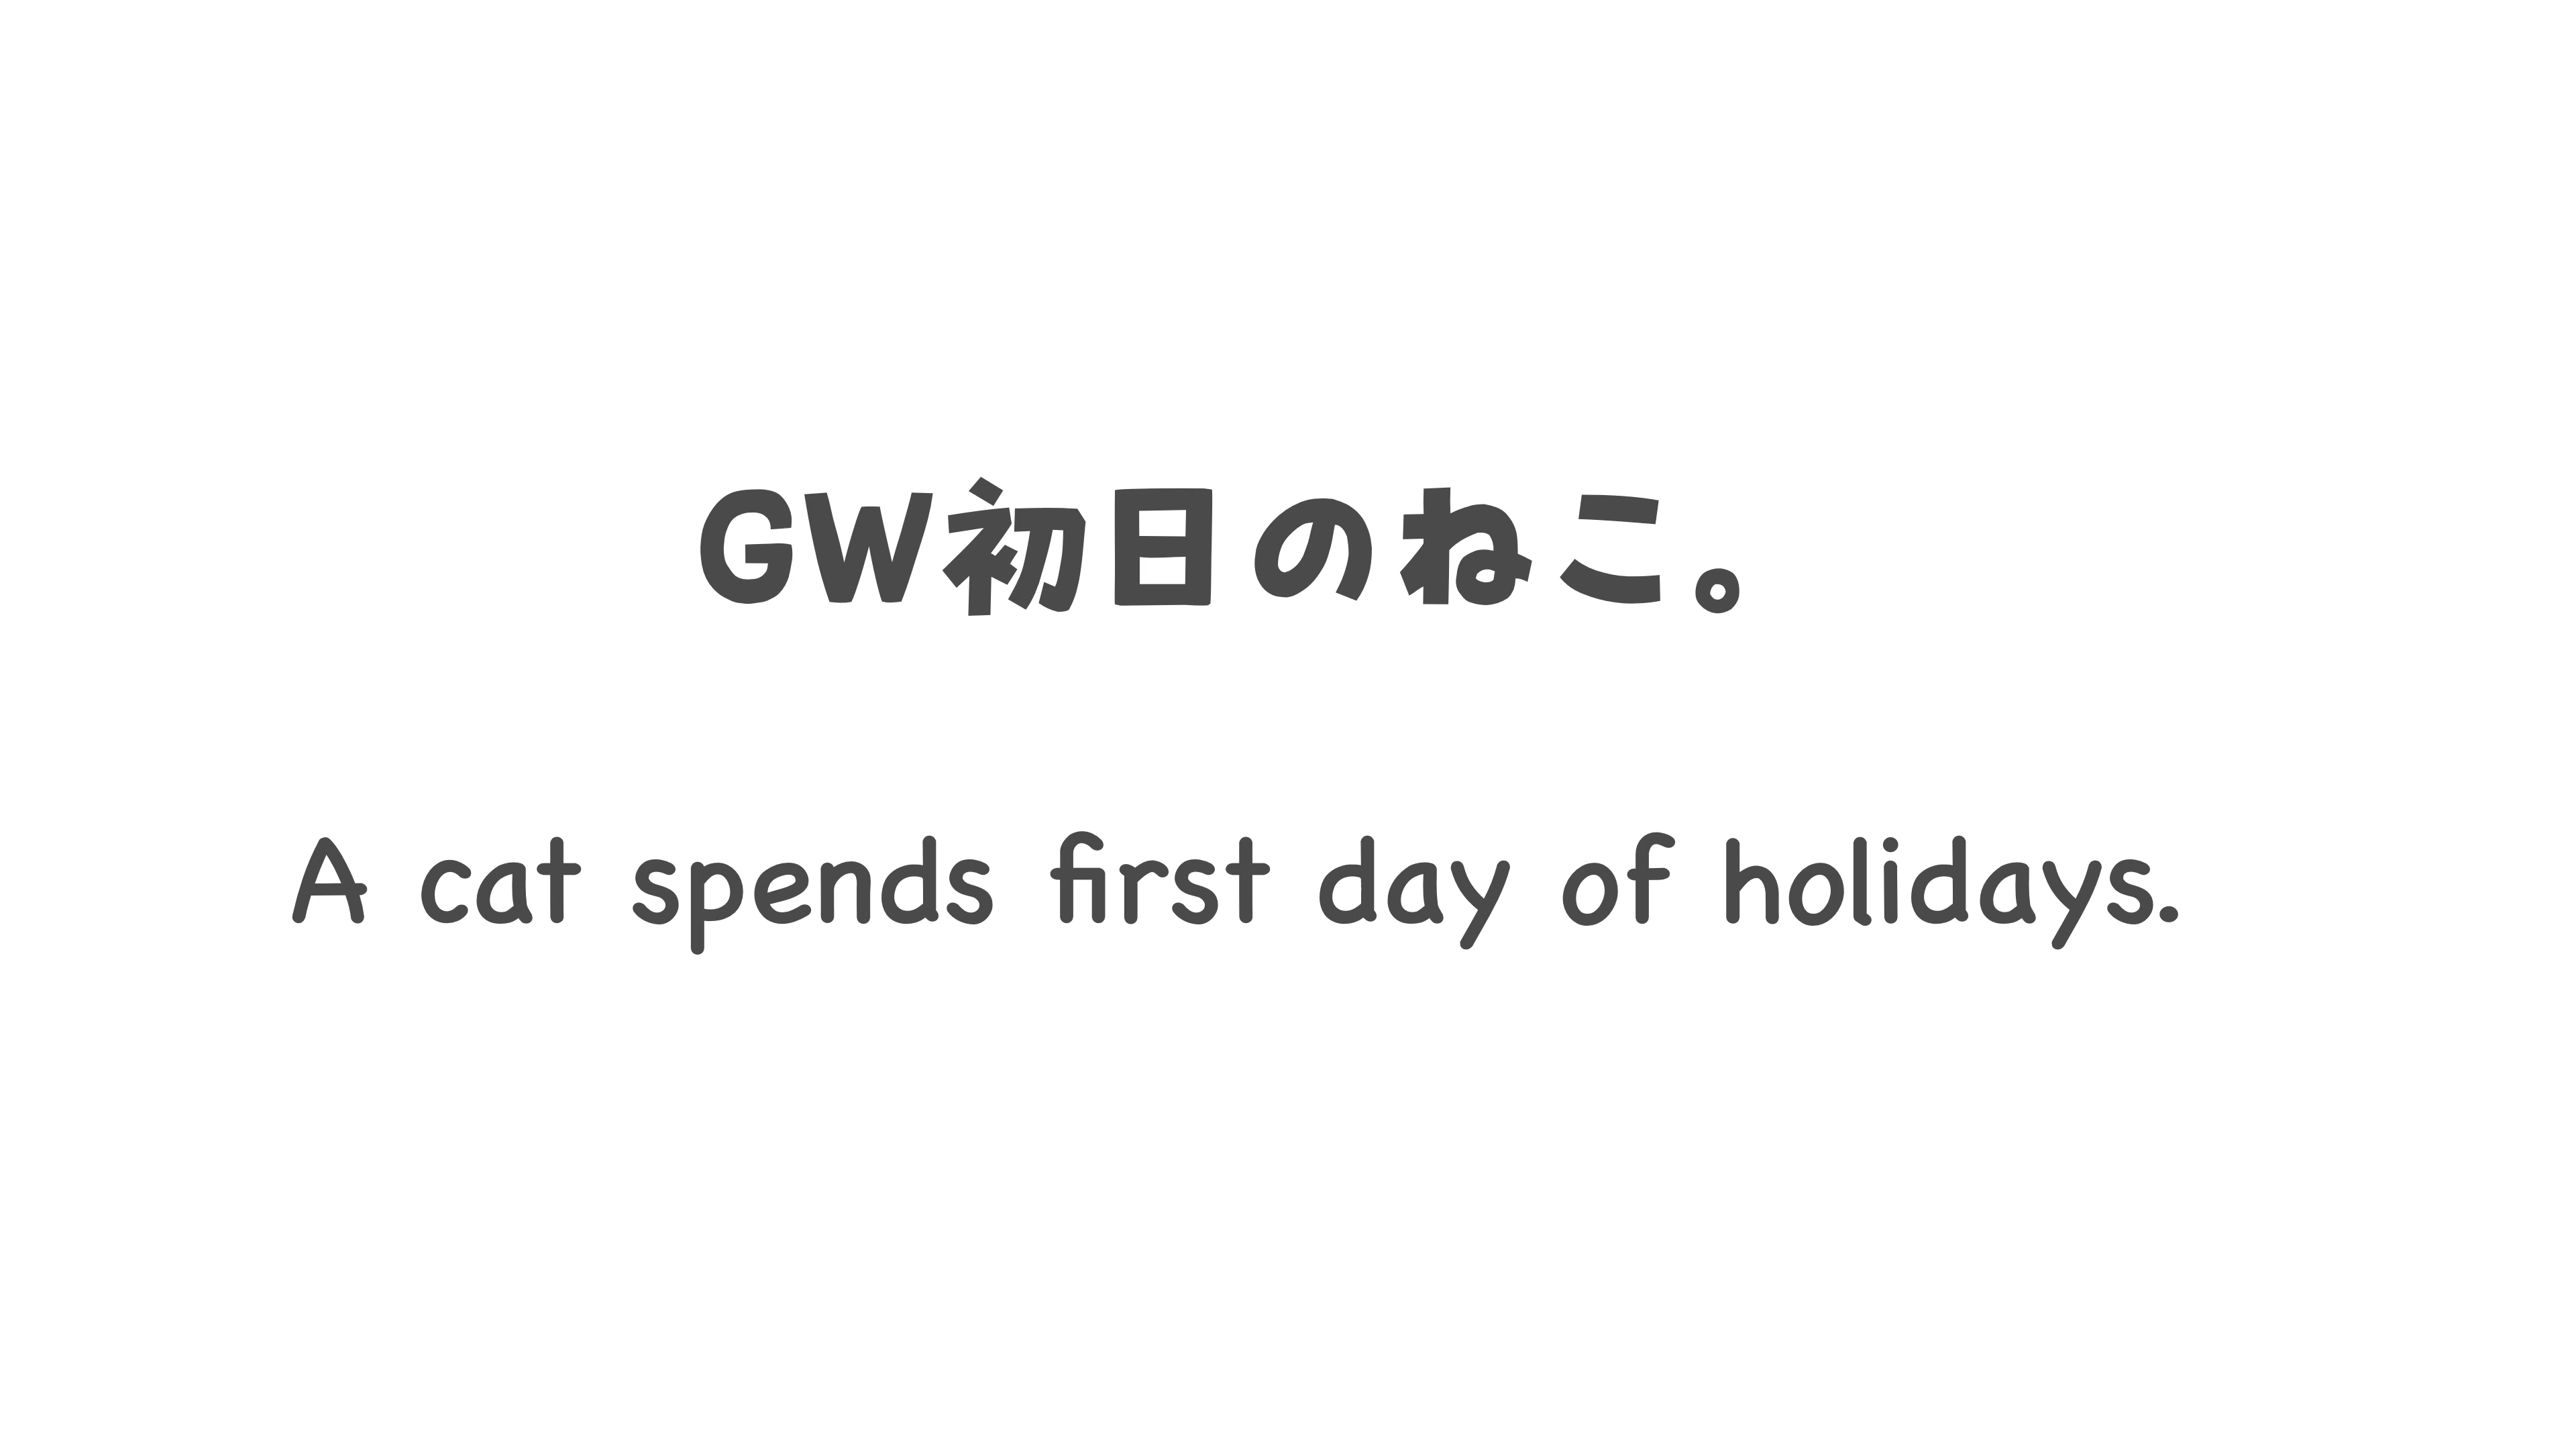 GW初日のねこ。
A cat spends first day of holidays.